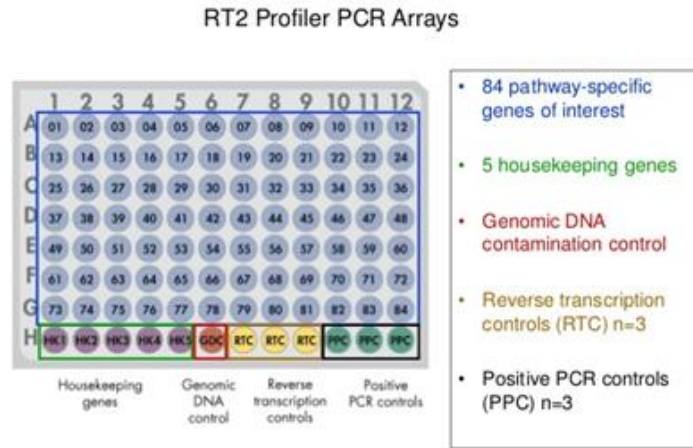 RT2 Profiler PCR Arrays
1 2 3 4 5 6 7 8 9 10 11 12
A 01 02 03 04 05 06 07 08 09 10 11 12
B 13 14 15 16 17 18 19 20 21 22 23 24
C 25 26 27 28 29 30 31 32 33 34 35 36
D 37 38 39 40 41 42 43 44 45 46 47 48
E 49 50 51 52 53 54 55 56 57 58 59 60
F 61 62 63 64 65 66 67 68 69 70 71 72
G 73 74 75 76 77 78 79 80 81 82 83 84
H HK1 HK2 HK3 HK4 HK5 GDC RTC RTC RTC PPC PPC PPC
Housekeeping
genes
Genomic
DNA
control
Reverse
transcription
controls
Positive
PCR controls
• 84 pathway-specific
genes of interest
• 5 housekeeping genes
• Genomic DNA
contamination control
• Reverse transcription
controls (RTC) n=3
• Positive PCR controls
(PPC) n=3